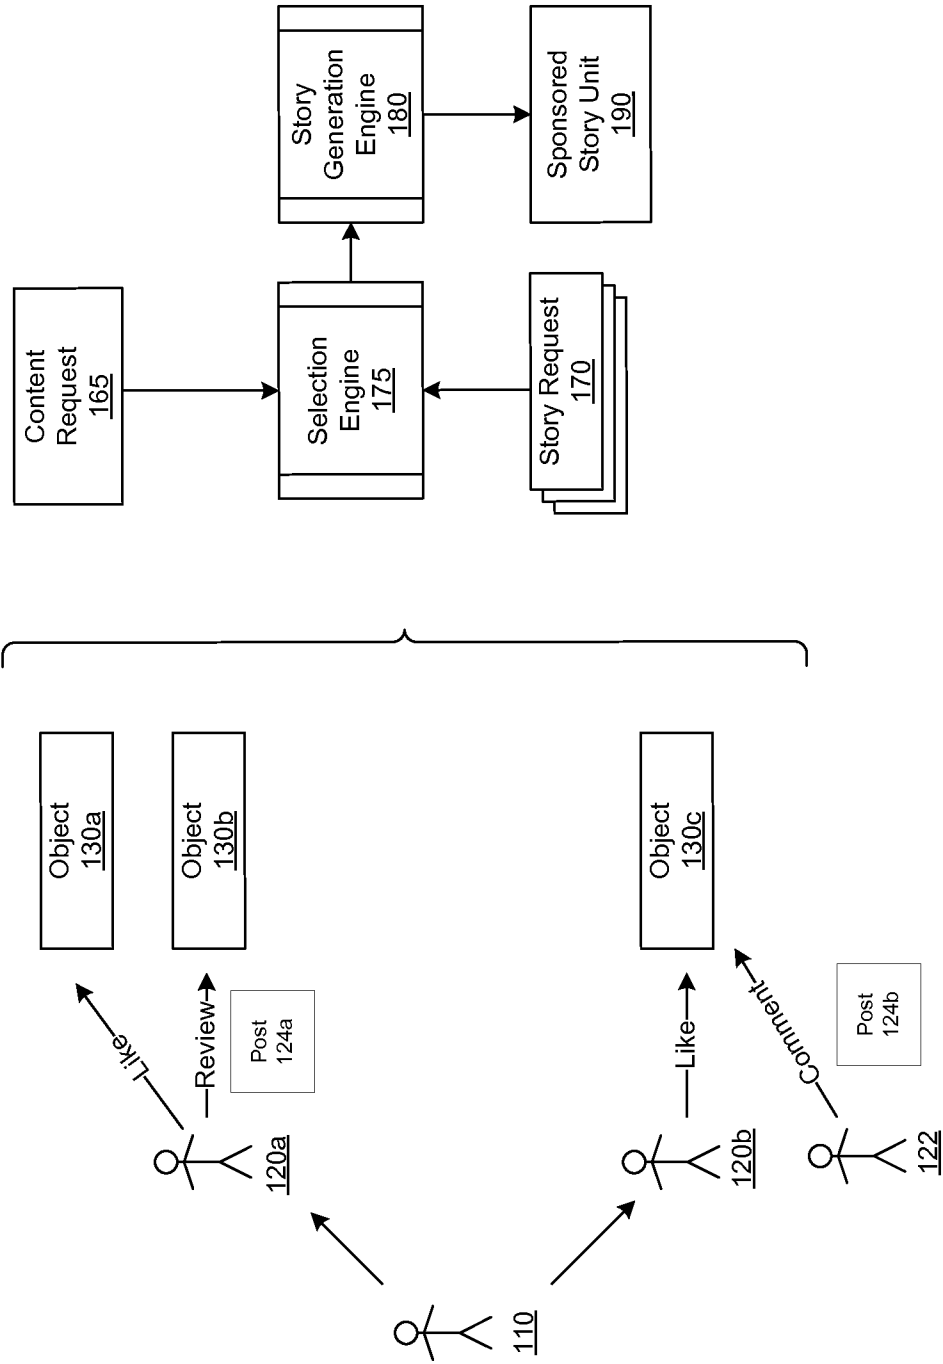 110
120a
120b
122
Like
Review
Post
124a
Like
Comment
Post
124b
Object
130a
Object
130b
Object
130c
Content
Request
165
Selection
Engine
175
Story Request
170
Story
Generation
Engine
180
Sponsored
Story Unit
190